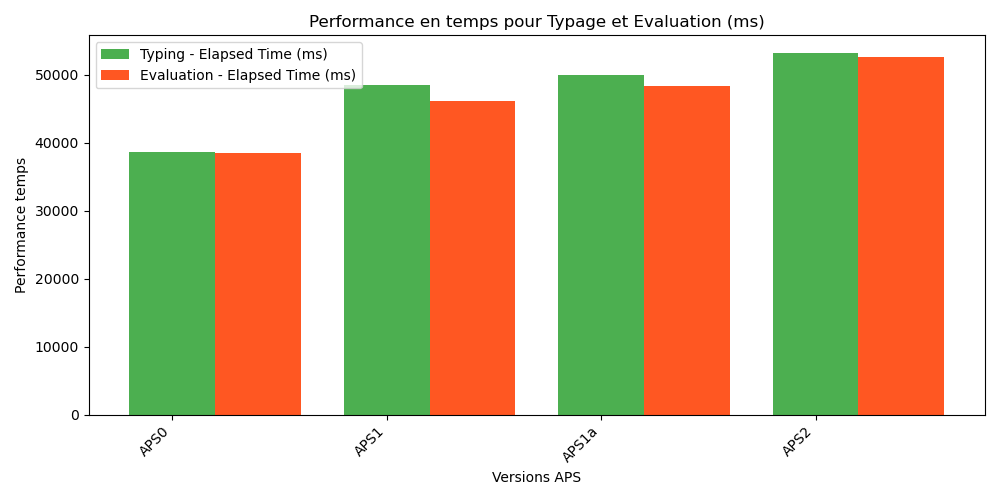 Performance en temps pour Typage et Evaluation (ms)
Typing - Elapsed Time (ms)
Evaluation - Elapsed Time (ms)
Performance temps
50000
40000
30000
20000
10000
0
APS0
APS1
APS1a
APS2
Versions APS